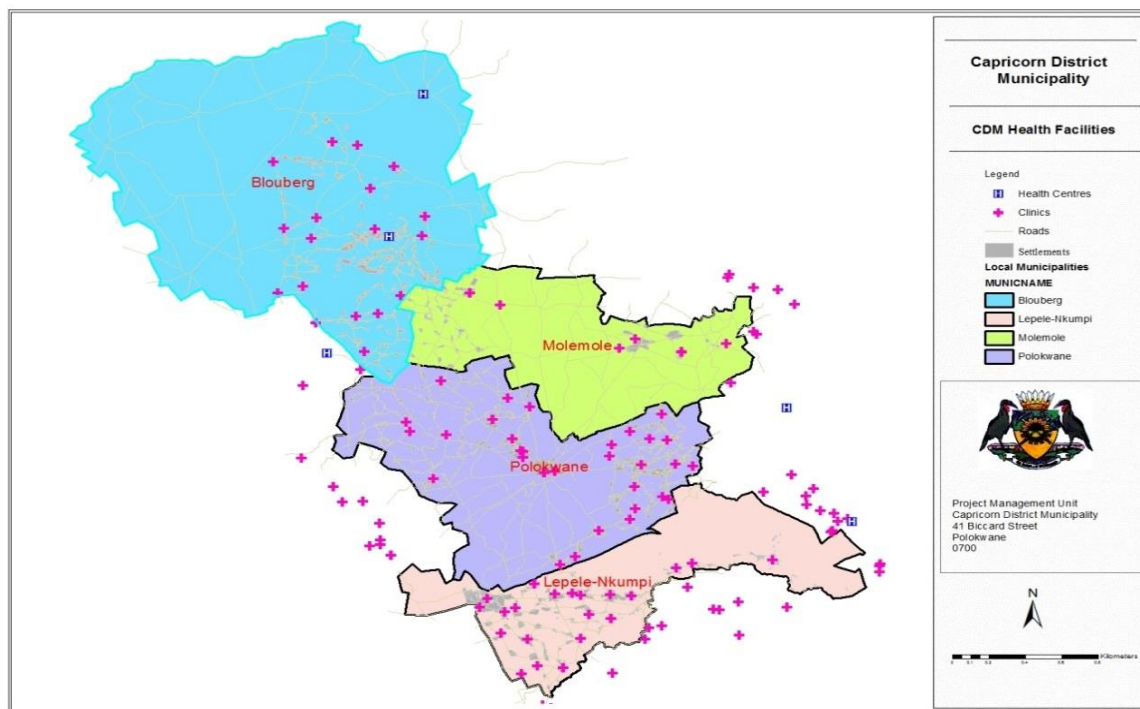 Blouberg
Molemole
Polokwane
Lepele-Nkumpi
Capricorn District
Municipality
CDM Health Facilities
Legend
H Health Centres
Clinics
Roads
Settlements
Local Municipalities
MUNICNAME
Blouberg
Lepele-Nkumpi
Molemole
Polokwane
Project Management Unit
Capricorn District Municipality
41 Biccard Street
Polokwane
0700
N
Kilometers